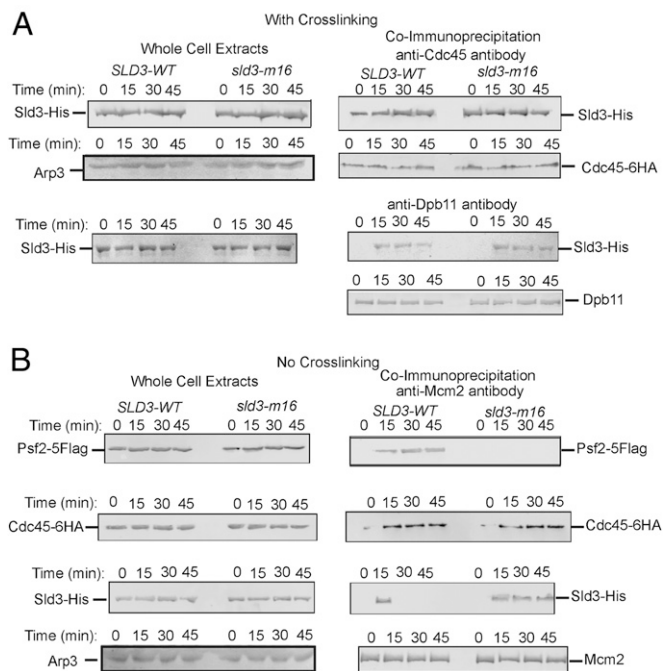 A
With Crosslinking
Whole Cell Extracts
Co-Immunoprecipitation
anti-Cdc45 antibody
SLD3-WT sld3-m16
SLD3-WT sld3-m16
Time (min): 0 15 30 45 0 15 30 45
0 15 30 45 0 15 30 45
Sld3-His
Sld3-His
Time (min): 0 15 30 45 0 15 30 45
0 15 30 45 0 15 30 45
Arp3
Cdc45-6HA
anti-Dpb11 antibody
Time (min): 0 15 30 45 0 15 30 45
0 15 30 45 0 15 30 45
Sld3-His
Sld3-His
0 15 30 45 0 15 30 45
Dpb11
B
No Crosslinking
Whole Cell Extracts
Co-Immunoprecipitation
anti-Mcm2 antibody
SLD3-WT sld3-m16
SLD3-WT sld3-m16
Time (min): 0 15 30 45 0 15 30 45
0 15 30 45 0 15 30 45
Psf2-5Flag
Psf2-5Flag
Time (min): 0 15 30 45 0 15 30 45
0 15 30 45 0 15 30 45
Cdc45-6HA
Cdc45-6HA
Time (min): 0 15 30 45 0 15 30 45
0 15 30 45 0 15 30 45
Sld3-His
Sld3-His
Time (min): 0 15 30 45 0 15 30 45
0 15 30 45 0 15 30 45
Arp3
Mcm2